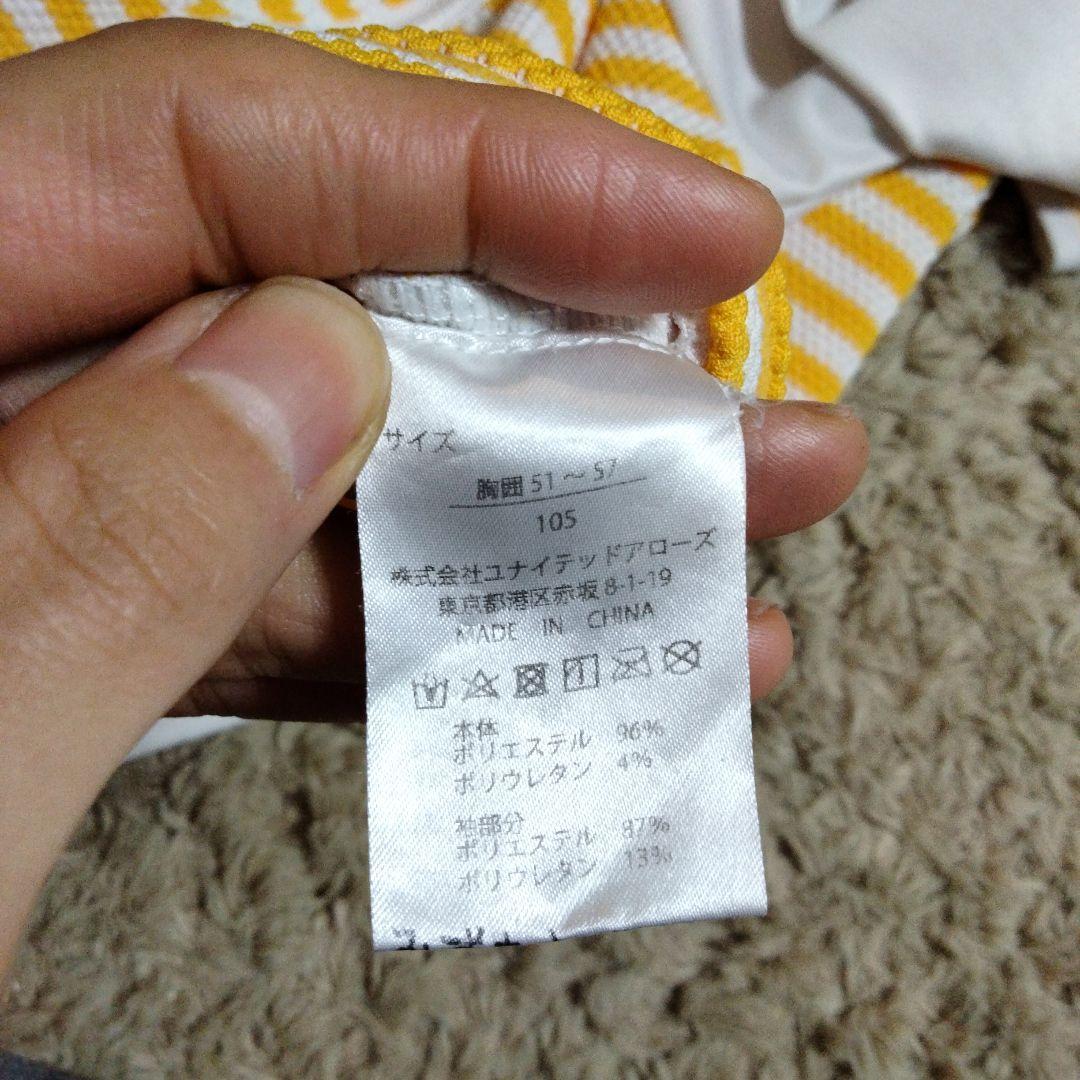 サイズ
胸囲 51～57
105
株式会社ユナイテッドアローズ
東京都港区赤坂8-1-19
MADE IN CHINA
本体
ポリエステル 96%
ポリウレタン 4%
袖部分
ポリエステル 87%
ポリウレタン 13%